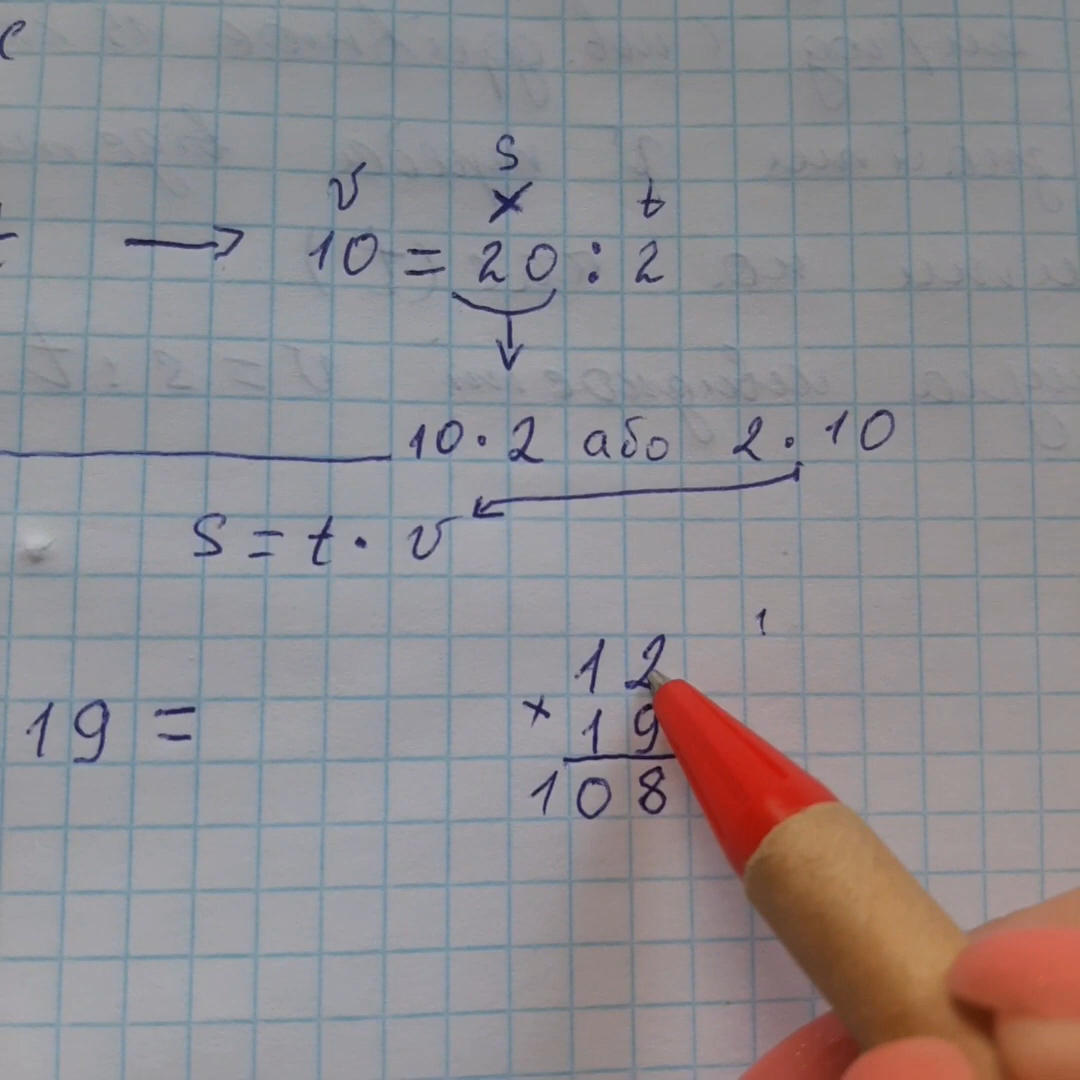 s
v x t
→ 10 = 20 : 2
10 · 2 або 2 · 10
S = t · v
1
12
19 = × 19
108